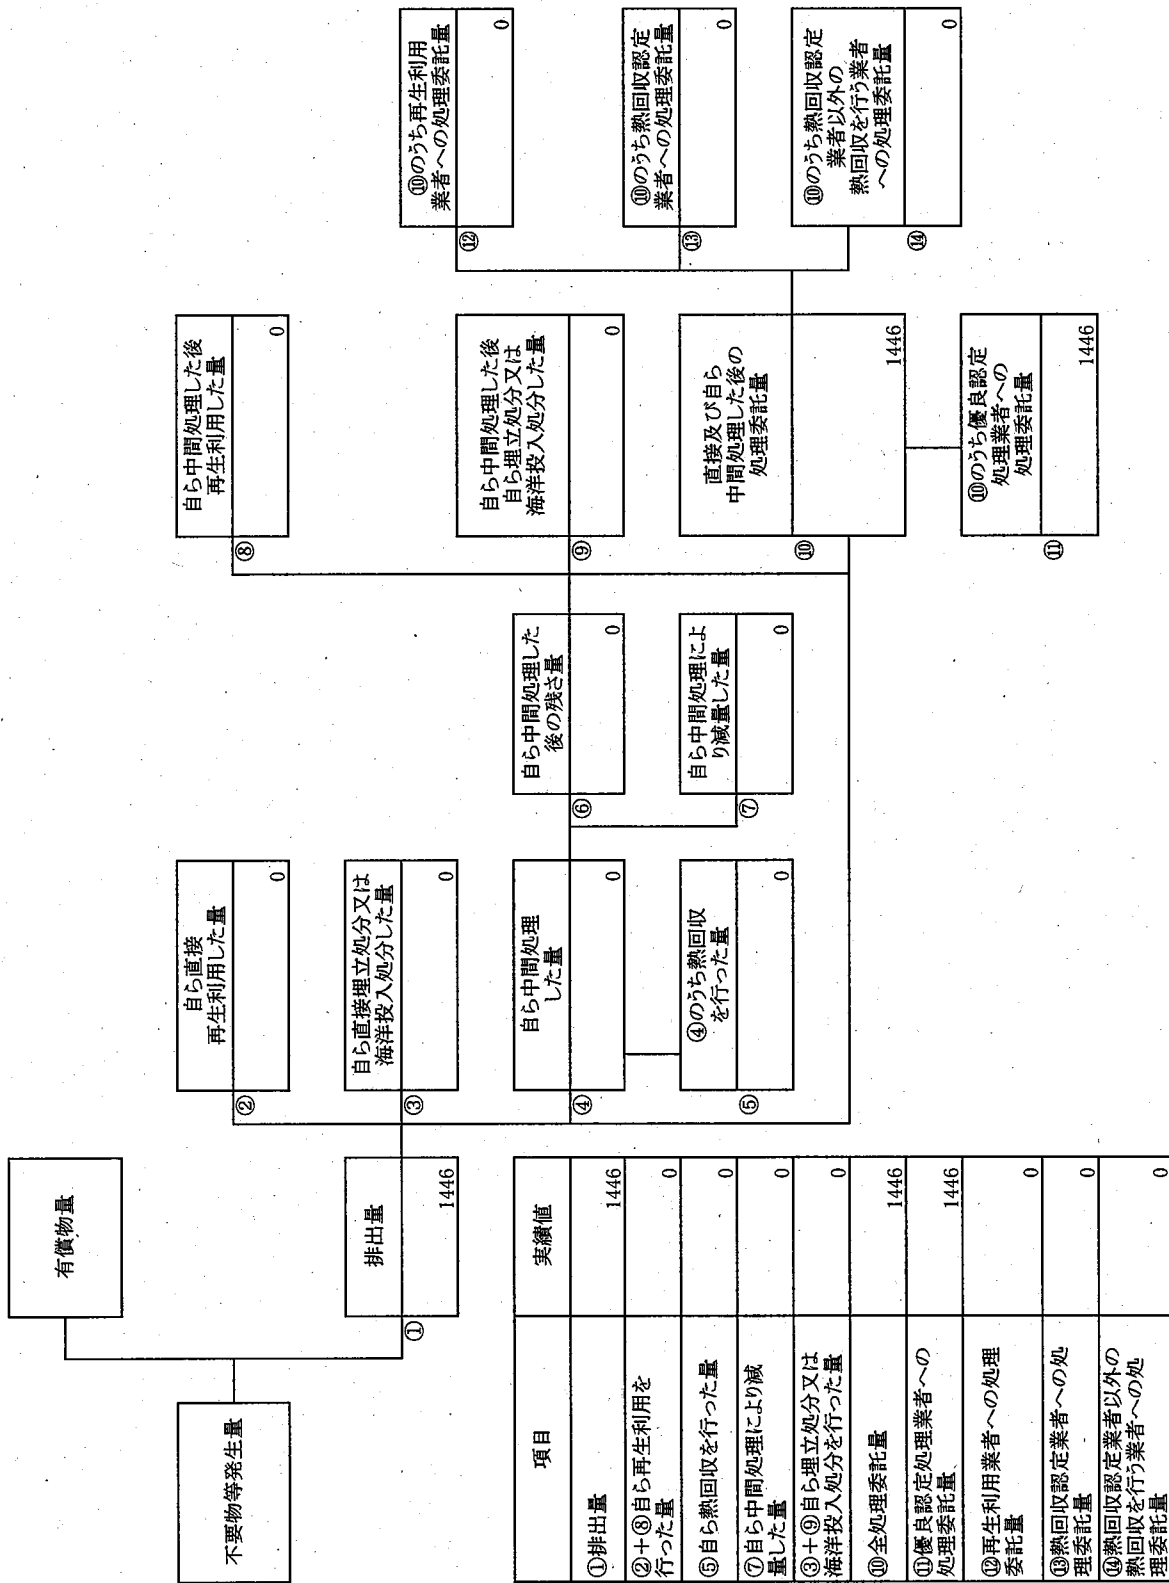 不要物等発生量
有償物量
排出量
①
1446
自ら直接
再生利用した量
②
0
自ら直接埋立処分又は
海洋投入処分した量
③
0
自ら中間処理
した量
④
0
④のうち熱回収
を行った量
⑤
0
自ら中間処理した
後の残さ量
⑥
0
自ら中間処理によ
り減量した量
⑦
0
自ら中間処理した後
再生利用した量
⑧
0
自ら中間処理した後
自ら埋立処分又は
海洋投入処分した量
⑨
0
直接及び自ら
中間処理した後の
処理委託量
⑩
1446
⑩のうち優良認定
処理業者への
処理委託量
⑪
1446
⑩のうち再生利用
業者への処理委託量
⑫
0
⑩のうち熱回収認定
業者への処理委託量
⑬
0
⑩のうち熱回収認定
業者以外の
熱回収を行う業者
への処理委託量
⑭
0
項目 実績値
①排出量 1446
②+⑧自ら再生利用を
行った量 0
⑤自ら熱回収を行った量 0
⑦自ら中間処理により減
量した量 0
③+⑨自ら埋立処分又は
海洋投入処分を行った量 0
⑩全処理委託量 1446
⑪優良認定処理業者への
処理委託量 1446
⑫再生利用業者への処理
委託量 0
⑬熱回収認定業者への処
理委託量 0
⑭熱回収認定業者以外の
熱回収を行う業者への処
理委託量 0